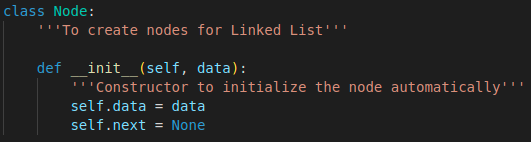 class Node:
    '''To create nodes for Linked List'''

    def __init__(self, data):
        '''Constructor to initialize the node automatically'''
        self.data = data
        self.next = None